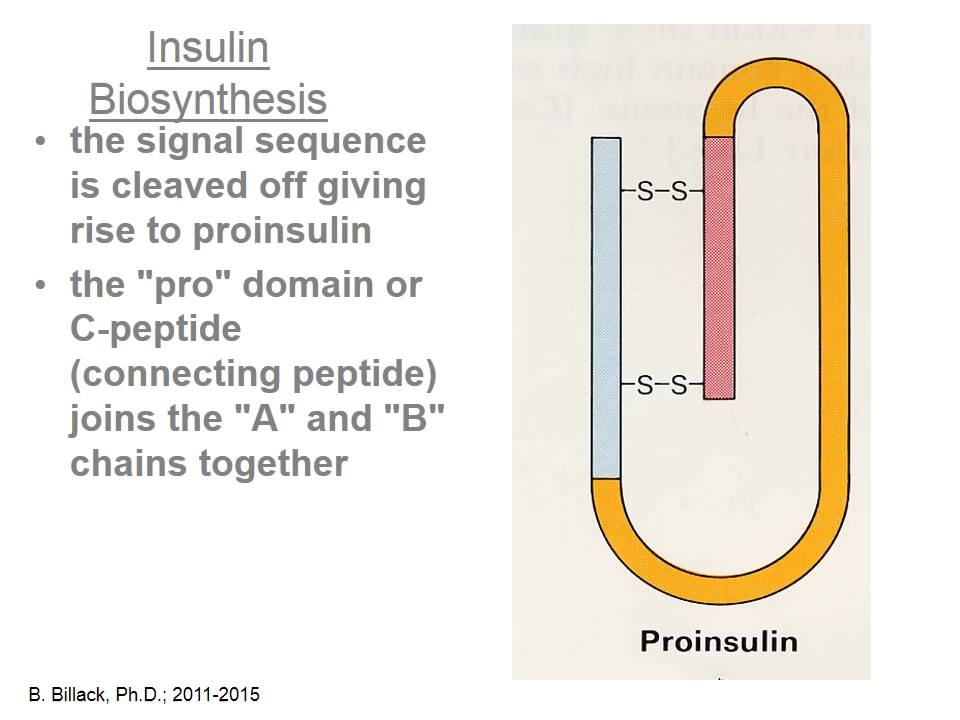 Insulin
Biosynthesis
• the signal sequence
is cleaved off giving
rise to proinsulin
• the "pro" domain or
C-peptide
(connecting peptide)
joins the "A" and "B"
chains together
-S-S-
-S-S-
Proinsulin
B. Billack, Ph.D.; 2011-2015